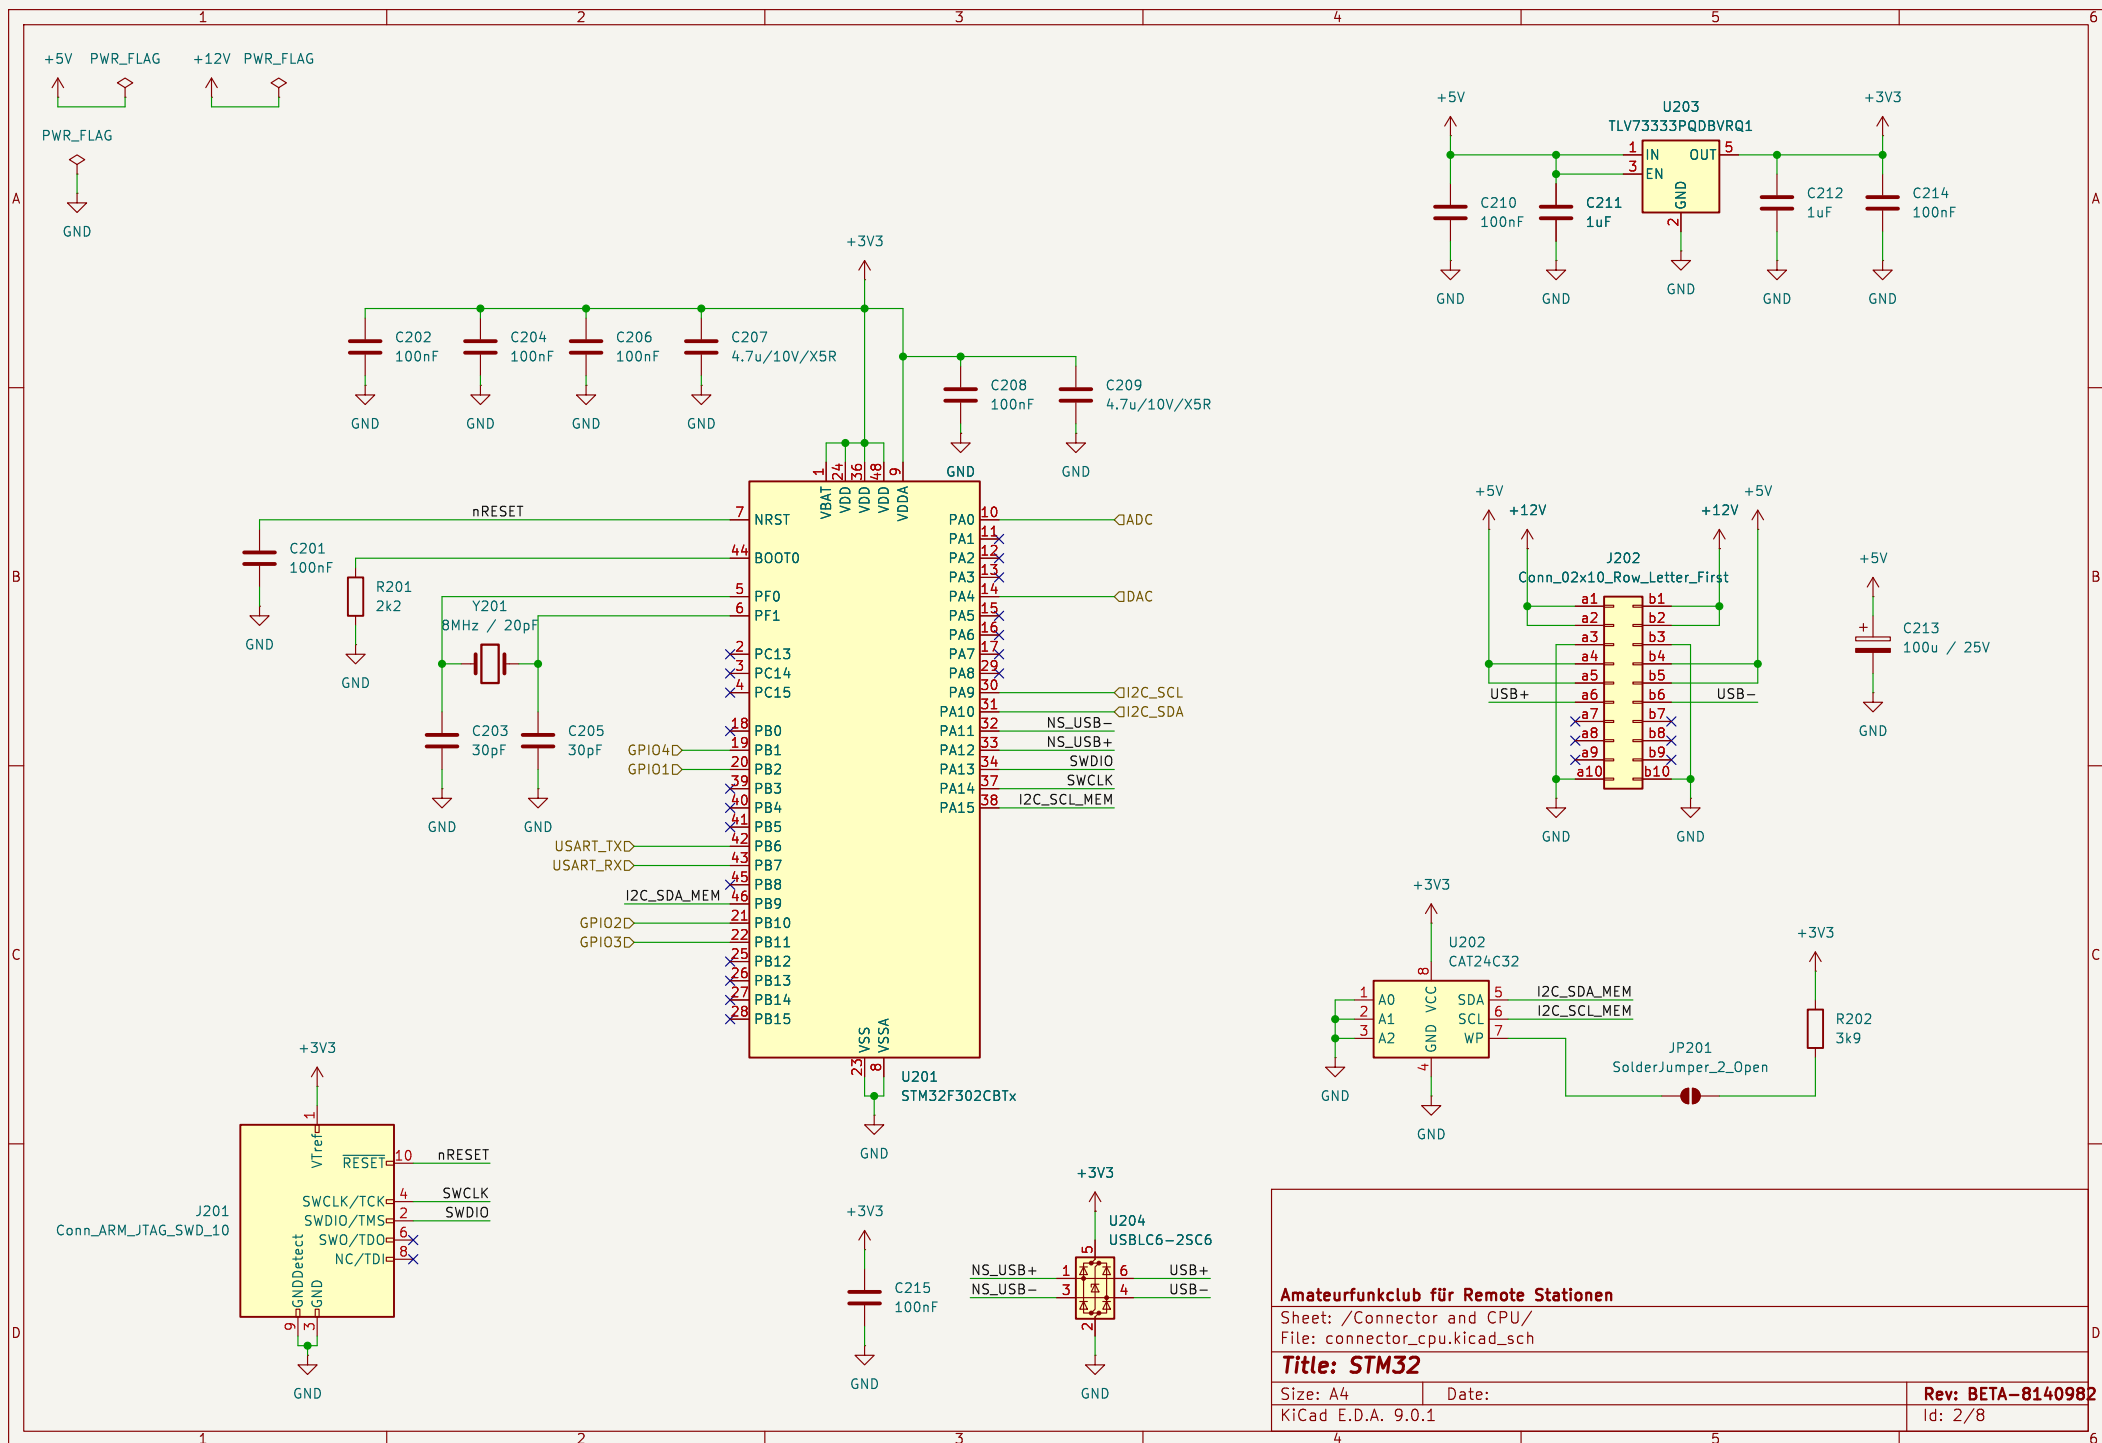 1 2 3 4 5 6
+5V PWR_FLAG +12V PWR_FLAG
PWR_FLAG
GND
A A
+5V
U203
TLV73333PQDBVRQ1
+3V3
1 IN OUT 5
3 EN
GND
2
C210
100nF
C211
1uF
C212
1uF
C214
100nF
GND GND GND GND GND
+3V3
C202
100nF
C204
100nF
C206
100nF
C207
4.7u/10V/X5R
GND GND GND GND
C208
100nF
C209
4.7u/10V/X5R
GND GND
B B
1 24 36 48 9
VBAT VDD VDD VDD VDDA
nRESET 7 NRST
44 BOOT0
5 PF0
6 PF1
2 PC13
3 PC14
4 PC15
18 PB0
GPIO4 19 PB1
GPIO1 20 PB2
39 PB3
40 PB4
41 PB5
USART_TX 42 PB6
USART_RX 43 PB7
45 PB8
I2C_SDA_MEM 46 PB9
GPIO2 21 PB10
GPIO3 22 PB11
25 PB12
26 PB13
27 PB14
28 PB15
PA0 10 ADC
PA1 11
PA2 12
PA3 13
PA4 14 DAC
PA5 15
PA6 16
PA7 17
PA8 29
PA9 30 I2C_SCL
PA10 31 I2C_SDA
PA11 32 NS_USB-
PA12 33 NS_USB+
PA13 34 SWDIO
PA14 37 SWCLK
PA15 38 I2C_SCL_MEM
VSS VSSA
23 8
U201
STM32F302CBTx
GND
C201
100nF
GND
R201
2k2
GND
Y201
8MHz / 20pF
C203
30pF
C205
30pF
GND GND
+5V +12V +12V +5V
J202
Conn_02x10_Row_Letter_First
a1 b1
a2 b2
a3 b3
a4 b4
a5 b5
USB+ a6 b6 USB-
a7 b7
a8 b8
a9 b9
a10 b10
GND GND
+5V
+
C213
100u / 25V
GND
C C
+3V3
U202
CAT24C32
8
VCC
1 A0 SDA 5 I2C_SDA_MEM
2 A1 SCL 6 I2C_SCL_MEM
3 A2 WP 7
GND
4
GND GND
JP201
SolderJumper_2_Open
+3V3
R202
3k9
+3V3
1
VTref
RESET 10 nRESET
SWCLK/TCK 4 SWCLK
SWDIO/TMS 2 SWDIO
SWO/TDO 6
NC/TDI 8
GNDDetect GND
9 3
J201
Conn_ARM_JTAG_SWD_10
GND
+3V3
C215
100nF
GND
+3V3
U204
USBLC6-2SC6
5
NS_USB+ 1 6 USB+
NS_USB- 3 4 USB-
2
GND
D D
Amateurfunkclub für Remote Stationen
Sheet: /Connector and CPU/
File: connector_cpu.kicad_sch
Title: STM32
Size: A4 Date: Rev: BETA-8140982
KiCad E.D.A. 9.0.1 Id: 2/8
1 2 3 4 5 6